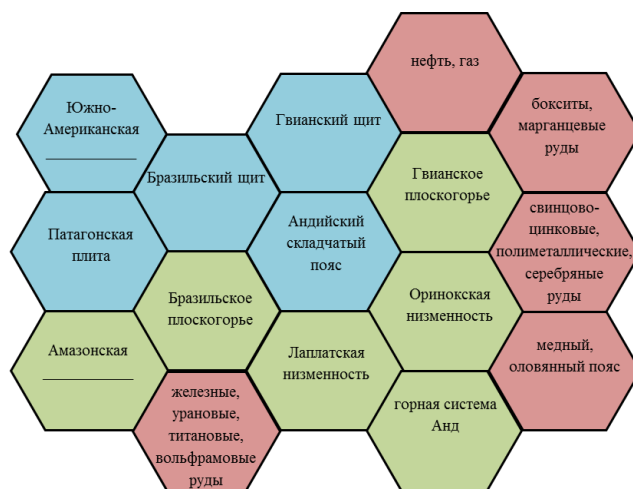 нефть, газ
Южно-
Американская
____________
Гвианский щит
бокситы,
марганцевые
руды
Бразильский щит
Гвианское
плоскогорье
Патагонская
плита
Андийский
складчатый
пояс
свинцово-
цинковые,
полиметаллические,
серебряные
руды
Бразильское
плоскогорье
Оринокская
низменность
Амазонская
____________
Лаплатская
низменность
медный,
оловянный пояс
железные,
урановые,
титановые,
вольфрамовые
руды
горная система
Анд